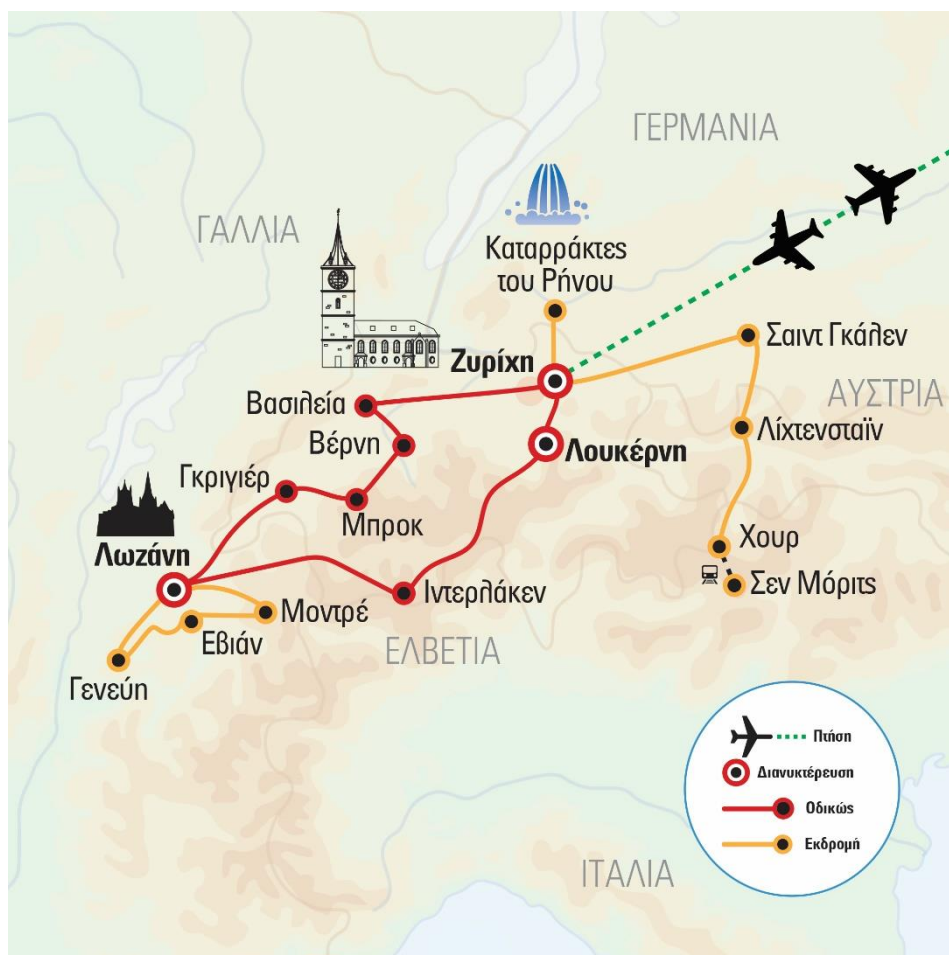 ΓΕΡΜΑΝΙΑ
ΓΑΛΛΙΑ
Καταρράκτες
του Ρήνου
Σαιντ Γκάλεν
Ζυρίχη
ΑΥΣΤΡΙΑ
Βασιλεία
Λίχτενσταϊν
Βέρνη
Λουκέρνη
Γκριγιέρ
Μπροκ
Χουρ
Λωζάνη
Σεν Μόριτς
Ιντερλάκεν
Μοντρέ
Εβιάν
ΕΛΒΕΤΙΑ
Γενεύη
Πτήση
Διανυκτέρευση
Οδικώς
Εκδρομή
ΙΤΑΛΙΑ